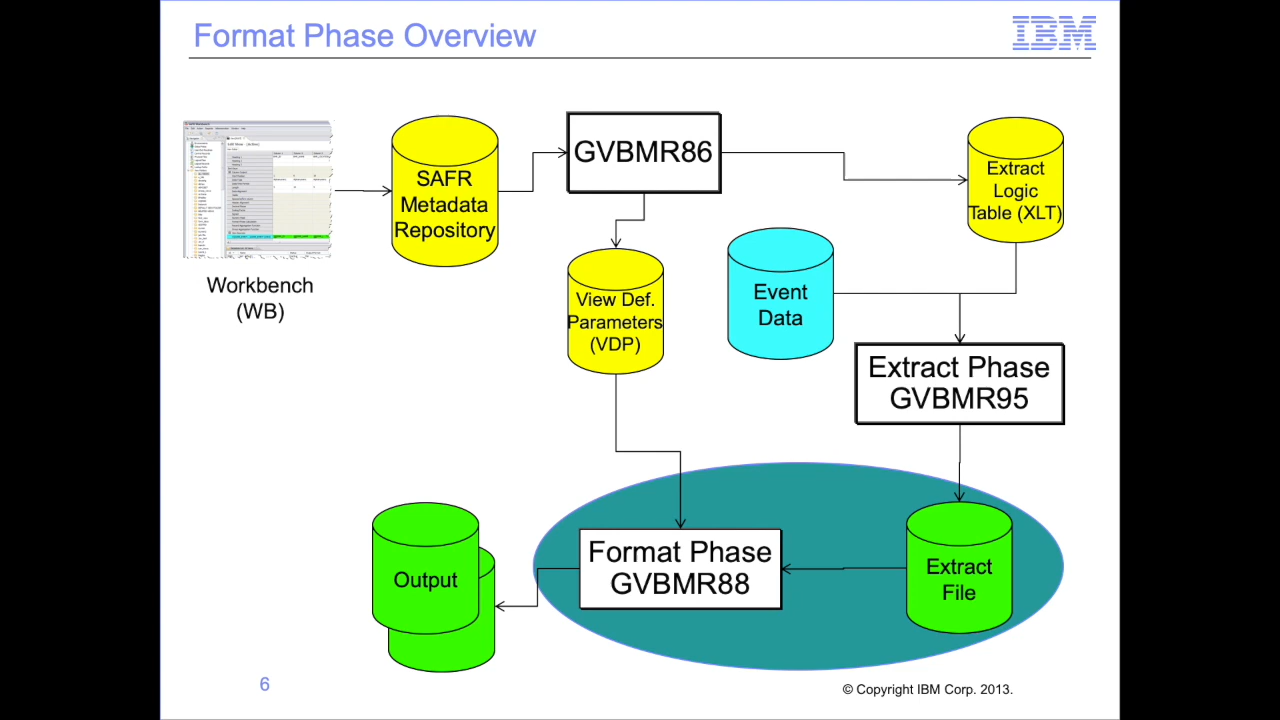 Format Phase Overview
IBM
SAFR
Metadata
Repository
GVBMR86
Extract
Logic
Table (XLT)
Workbench
(WB)
View Def.
Parameters
(VDP)
Event
Data
Extract Phase
GVBMR95
Output
Format Phase
GVBMR88
Extract
File
6
© Copyright IBM Corp. 2013.